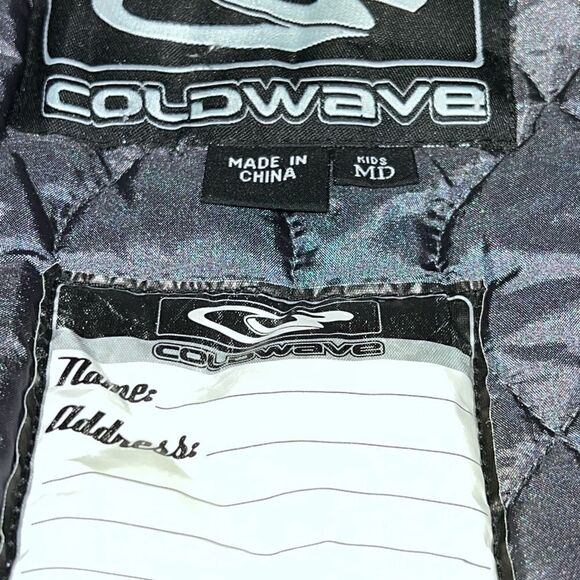 COLDWAVE
MADE IN
CHINA
KIDS
MD
COLDWAVE
Name:
Address: